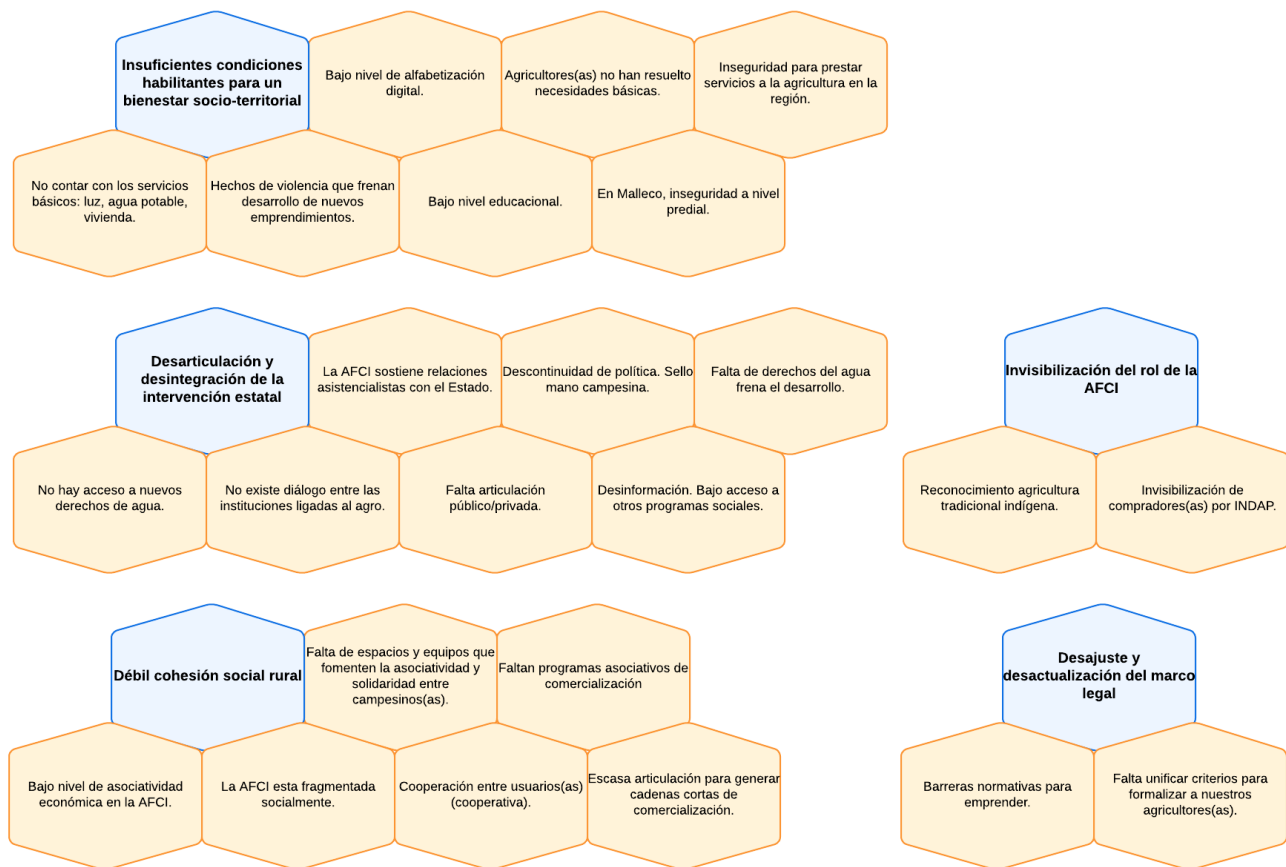 Insuficientes condiciones
habilitantes para un
bienestar socio-territorial
Bajo nivel de alfabetización
digital.
Agricultores(as) no han resuelto
necesidades básicas.
Inseguridad para prestar
servicios a la agricultura en la
región.
No contar con los servicios
básicos: luz, agua potable,
vivienda.
Hechos de violencia que frenan
desarrollo de nuevos
emprendimientos.
Bajo nivel educacional.
En Malleco, inseguridad a nivel
predial.
Desarticulación y
desintegración de la
intervención estatal
La AFCI sostiene relaciones
asistencialistas con el Estado.
Descontinuidad de política. Sello
mano campesina.
Falta de derechos del agua
frena el desarrollo.
No hay acceso a nuevos
derechos de agua.
No existe diálogo entre las
instituciones ligadas al agro.
Falta articulación
público/privada.
Desinformación. Bajo acceso a
otros programas sociales.
Invisibilización del rol de la
AFCI
Reconocimiento agricultura
tradicional indígena.
Invisibilización de
compradores(as) por INDAP.
Débil cohesión social rural
Falta de espacios y equipos que
fomenten la asociatividad y
solidaridad entre
campesinos(as).
Faltan programas asociativos de
comercialización
Bajo nivel de asociatividad
económica en la AFCI.
La AFCI esta fragmentada
socialmente.
Cooperación entre usuarios(as)
(cooperativa).
Escasa articulación para generar
cadenas cortas de
comercialización.
Desajuste y
desactualización del marco
legal
Barreras normativas para
emprender.
Falta unificar criterios para
formalizar a nuestros
agricultores(as).